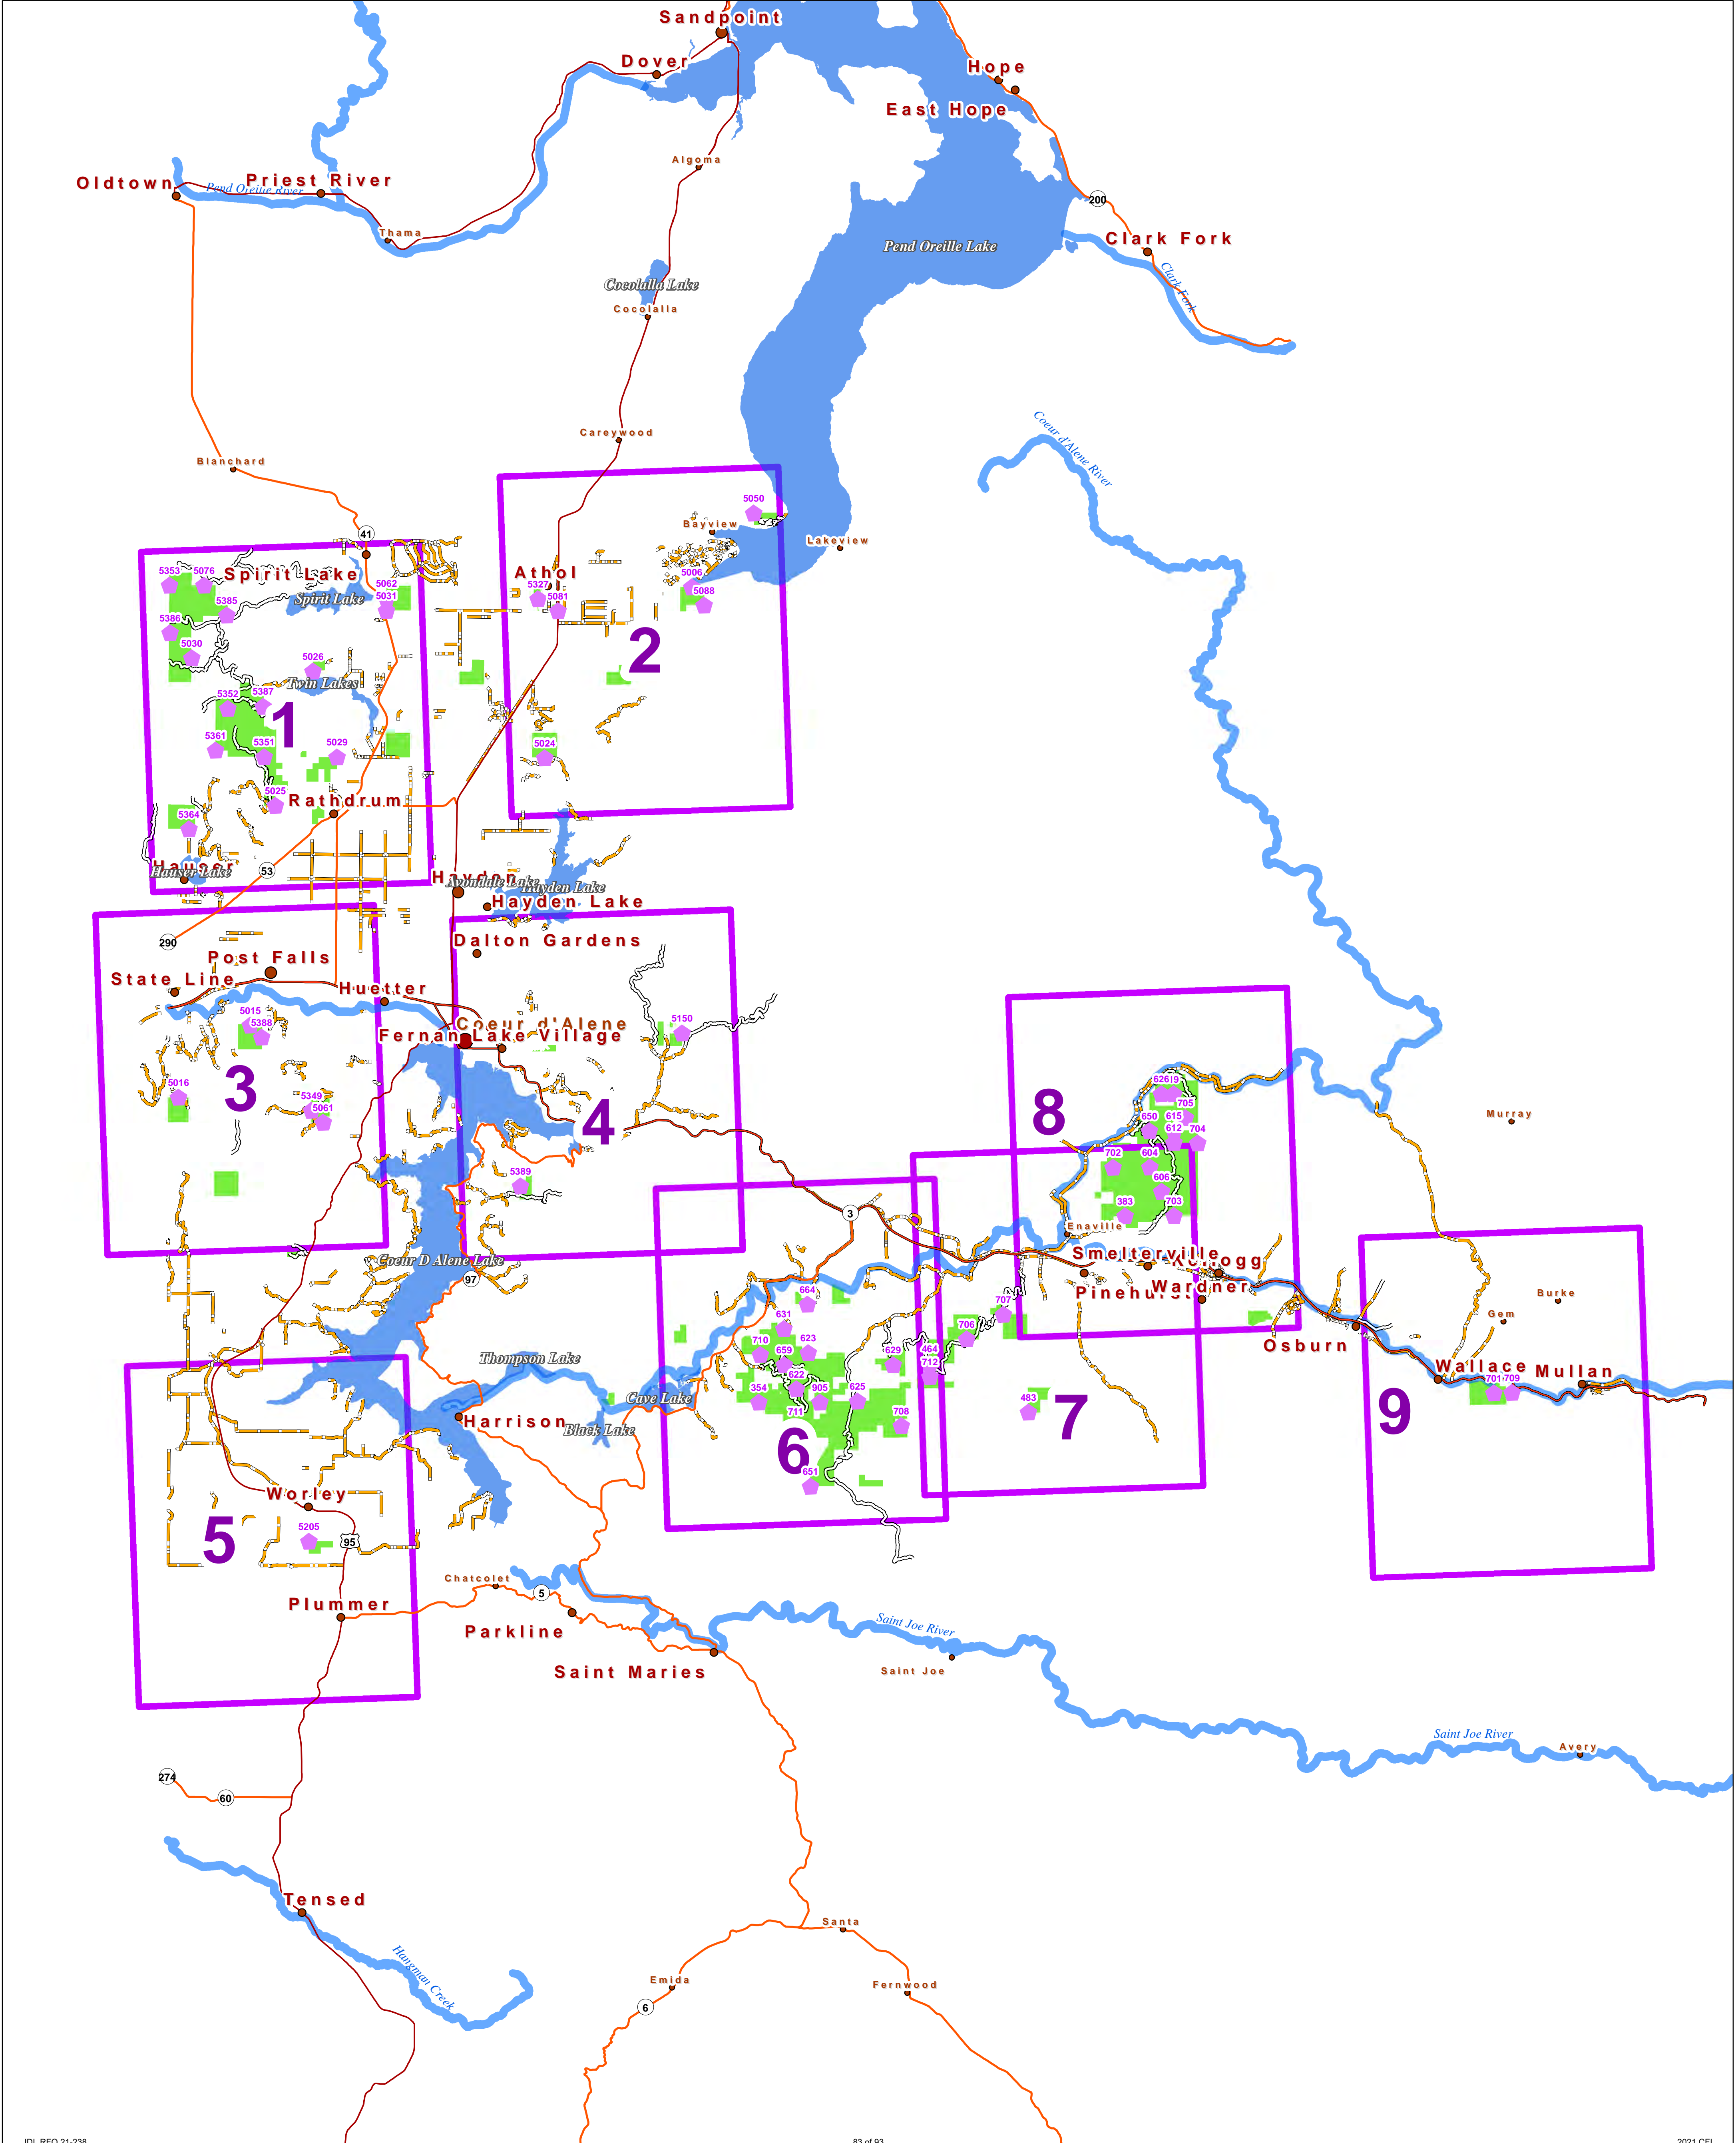 Sandpoint
Dover
Hope
East Hope
Algoma
Oldtown
Pend Oreille River
Priest River
Thama
200
Clark Fork
Pend Oreille Lake
Clark Fork
Cocolalla Lake
Cocolalla
Careywood
Coeur d'Alene River
Blanchard
5050
Bayview
41
Lakeview
5353
5076
Spirit Lake
5062
Athol
5006
5327
5088
5031
5081
Spirit Lake
5385
5386
5030
2
5026
Twin Lakes
5352
5387
1
5361
5351
5029
5024
5025
Rathdrum
5364
Hauser
Hauser Lake
53
Hayden
Avondale Lake
Hayden Lake
Hayden Lake
290
Dalton Gardens
Post Falls
State Line
Huetter
5015
5388
Coeur d'Alene
Fernan Lake Village
5150
5016
3
5349
5061
4
8
626
705
650
615
612
704
Murray
702
604
606
383
703
5389
3
Enaville
Smelterville
Kellogg
Pinehurst
Wardner
Coeur D Alene Lake
97
664
707
Burke
Gem
631
706
Osburn
710
623
659
629
464
712
Thompson Lake
Wallace
Mullan
622
354
905
625
701
709
Cave Lake
483
711
708
7
9
Harrison
Black Lake
6
651
Worley
5205
5
95
Chatcolet
5
Plummer
Parkline
Saint Joe River
Saint Maries
Saint Joe
Saint Joe River
Avery
274
60
Tensed
Santa
Hangman Creek
Emida
Fernwood
6